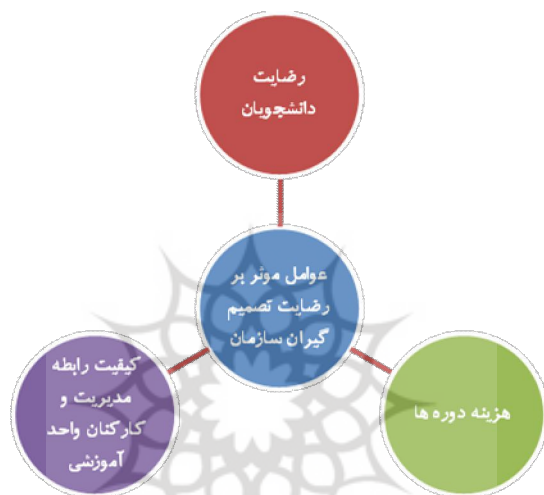 رضایت
دانشجویان
عوامل موثر بر
رضایت تصمیم
گیران سازمان
کیفیت رابطه
مدیریت و
کارکنان واحد
آموزشی
هزینه دوره ها